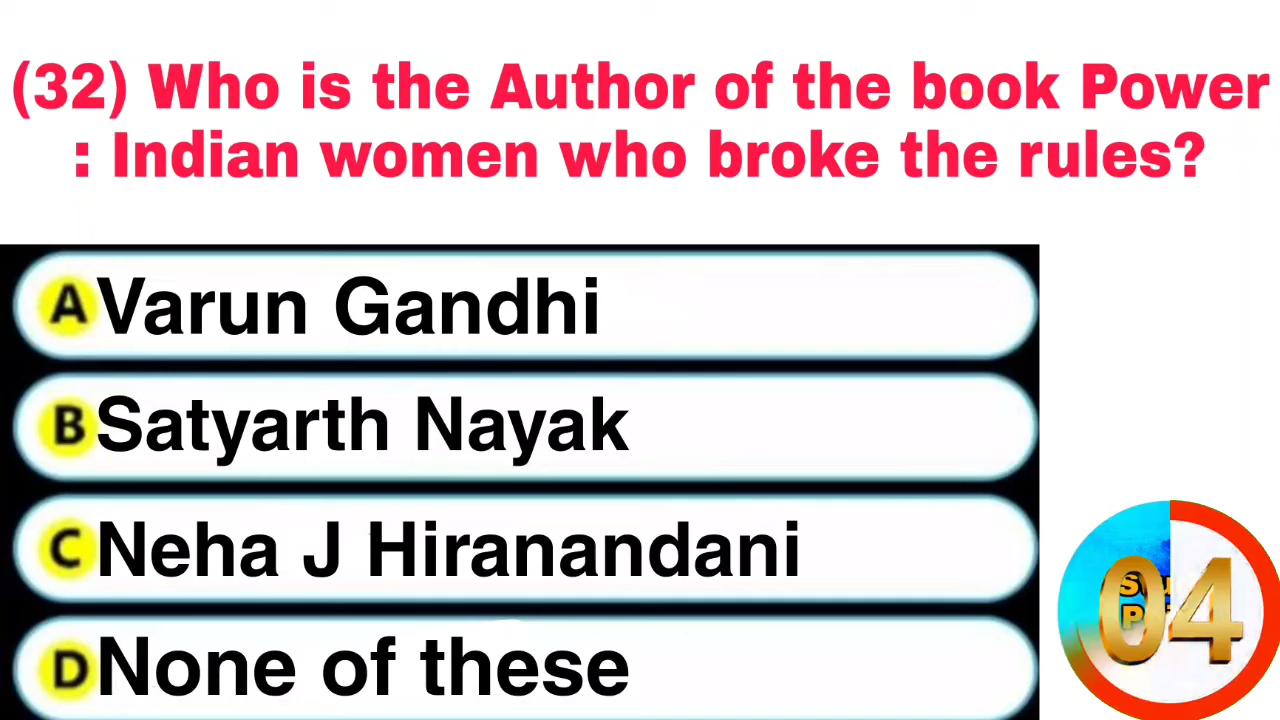 (32) Who is the Author of the book Power
: Indian women who broke the rules?
A Varun Gandhi
B Satyarth Nayak
C Neha J Hiranandani
D None of these
04